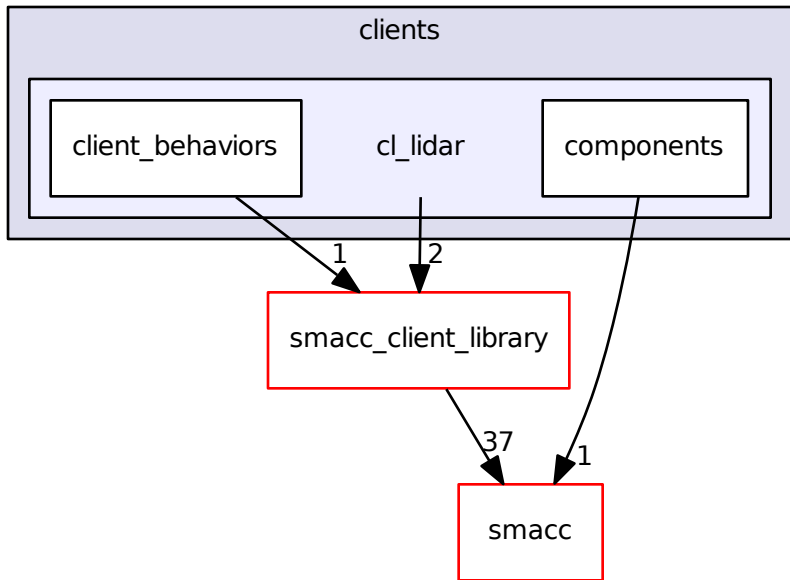 clients
client_behaviors
cl_lidar
components
1
2
smacc_client_library
37
1
smacc